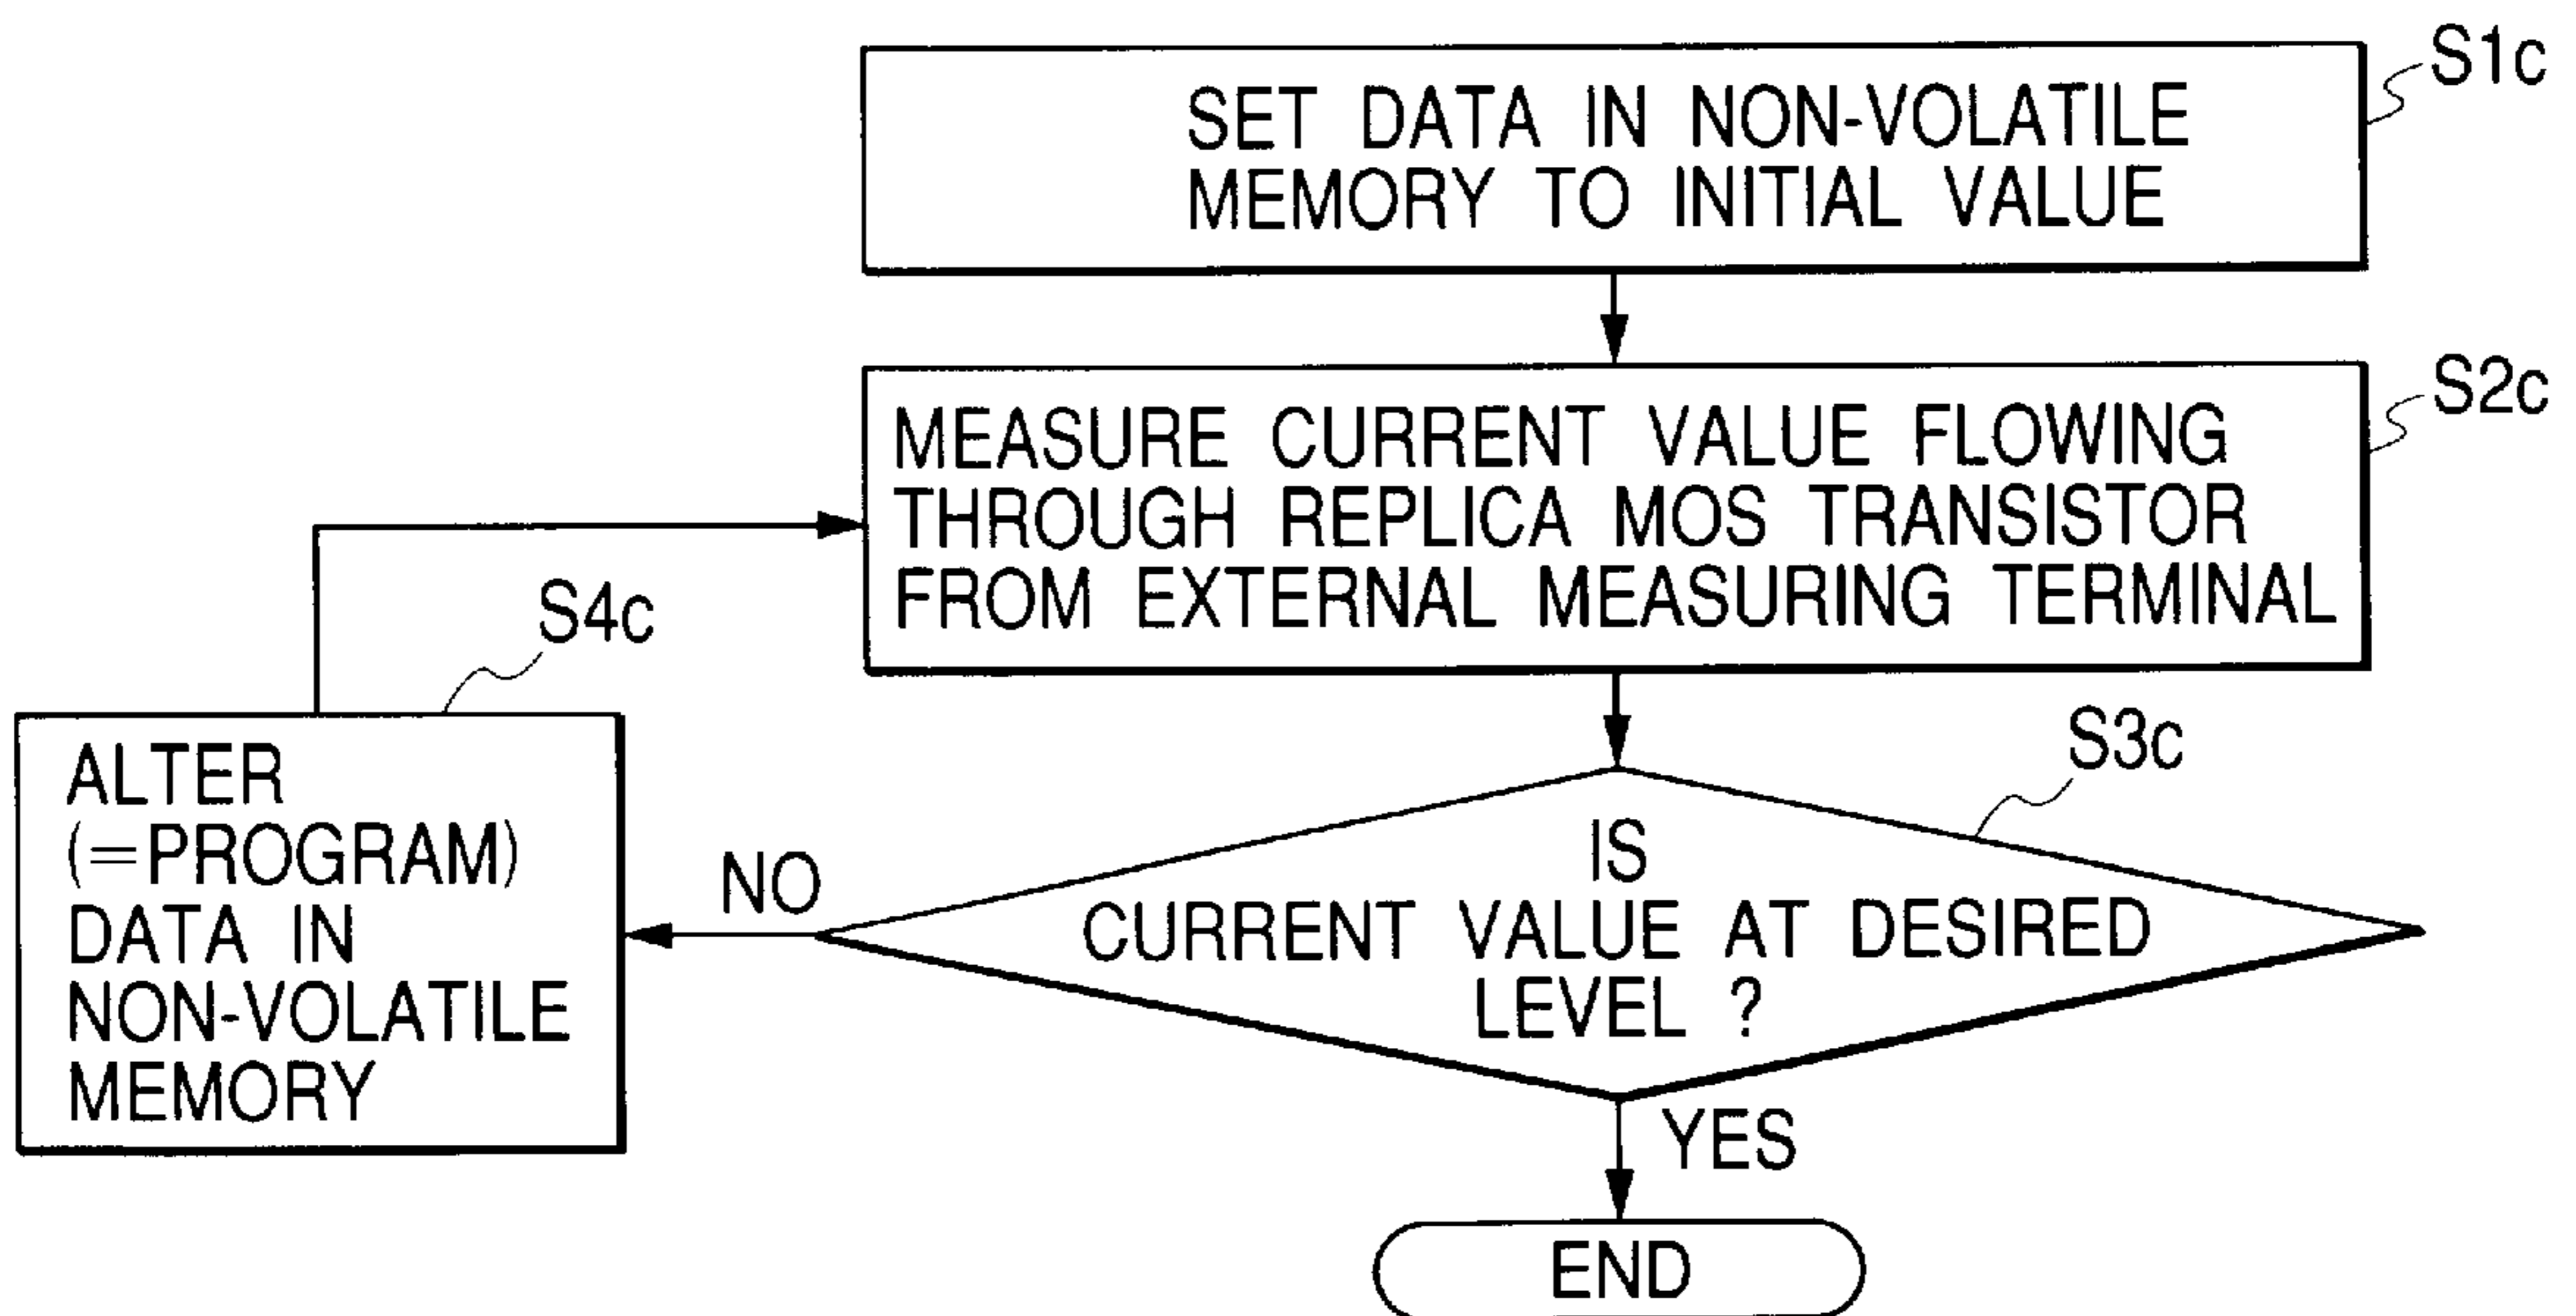 S1c
SET DATA IN NON-VOLATILE
MEMORY TO INITIAL VALUE
S2c
MEASURE CURRENT VALUE FLOWING
THROUGH REPLICA MOS TRANSISTOR
FROM EXTERNAL MEASURING TERMINAL
S4c
ALTER
(=PROGRAM)
DATA IN
NON-VOLATILE
MEMORY
S3c
IS
CURRENT VALUE AT DESIRED
LEVEL ?
NO
YES
END